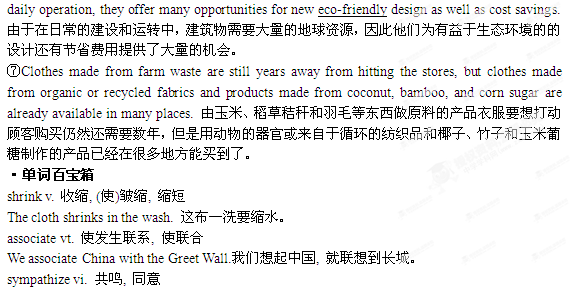 daily operation, they offer many opportunities for new eco-friendly design as well as cost savings.
由于在日常的建设和运转中，建筑物需要大量的地球资源，因此他们为有益于生态环境的的
设计还有节省费用提供了大量的机会。
⑦Clothes made from farm waste are still years away from hitting the stores, but clothes made
from organic or recycled fabrics and products made from coconut, bamboo, and corn sugar are
already available in many places. 由玉米、稻草秸秆和羽毛等东西做原料的产品衣服要想打动
顾客购买仍然还需要数年，但是用动物的器官或来自于循环的纺织品和椰子、竹子和玉米葡
糖制作的产品已经在很多地方能买到了。
·单词百宝箱
shrink v. 收缩, (使)皱缩, 缩短
The cloth shrinks in the wash. 这布一洗要缩水。
associate vt. 使发生联系, 使联合
We associate China with the Greet Wall.我们想起中国, 就联想到长城。
sympathize vi. 共鸣, 同意